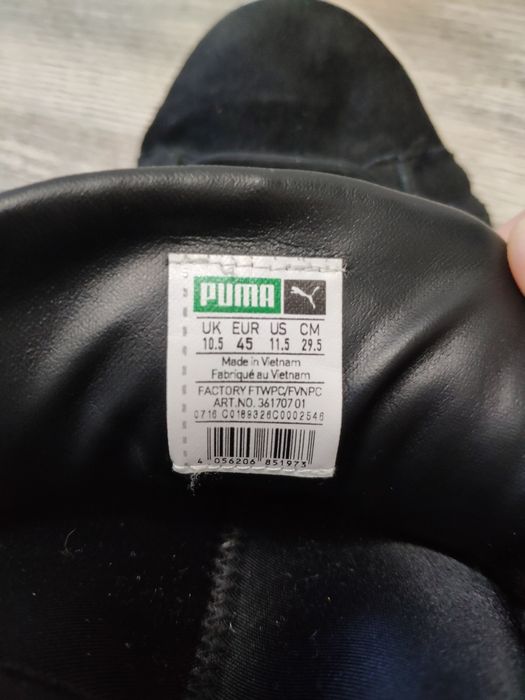 PUMA
UK EUR US CM
10.5 45 11.5 29.5
Made in Vietnam
Fabriqué au Vietnam
FACTORY FTWPC/FVNPC
ART.NO. 361707 01
0716 C0189326C0002546
4 056206 851973